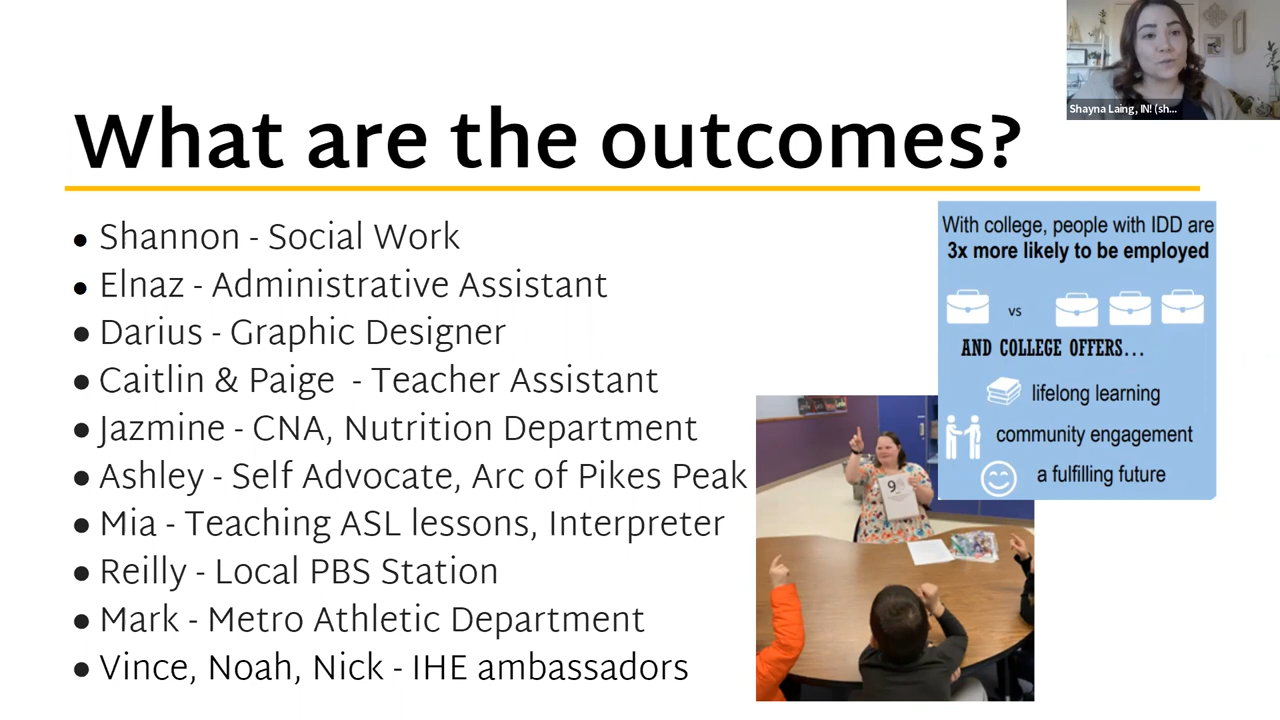 Shayna Laing, IN! (sh...
What are the outcomes?
• Shannon - Social Work
• Elnaz - Administrative Assistant
• Darius - Graphic Designer
• Caitlin & Paige - Teacher Assistant
• Jazmine - CNA, Nutrition Department
• Ashley - Self Advocate, Arc of Pikes Peak
• Mia - Teaching ASL lessons, Interpreter
• Reilly - Local PBS Station
• Mark - Metro Athletic Department
• Vince, Noah, Nick - IHE ambassadors
With college, people with IDD are
3x more likely to be employed
vs
AND COLLEGE OFFERS...
lifelong learning
community engagement
a fulfilling future
9